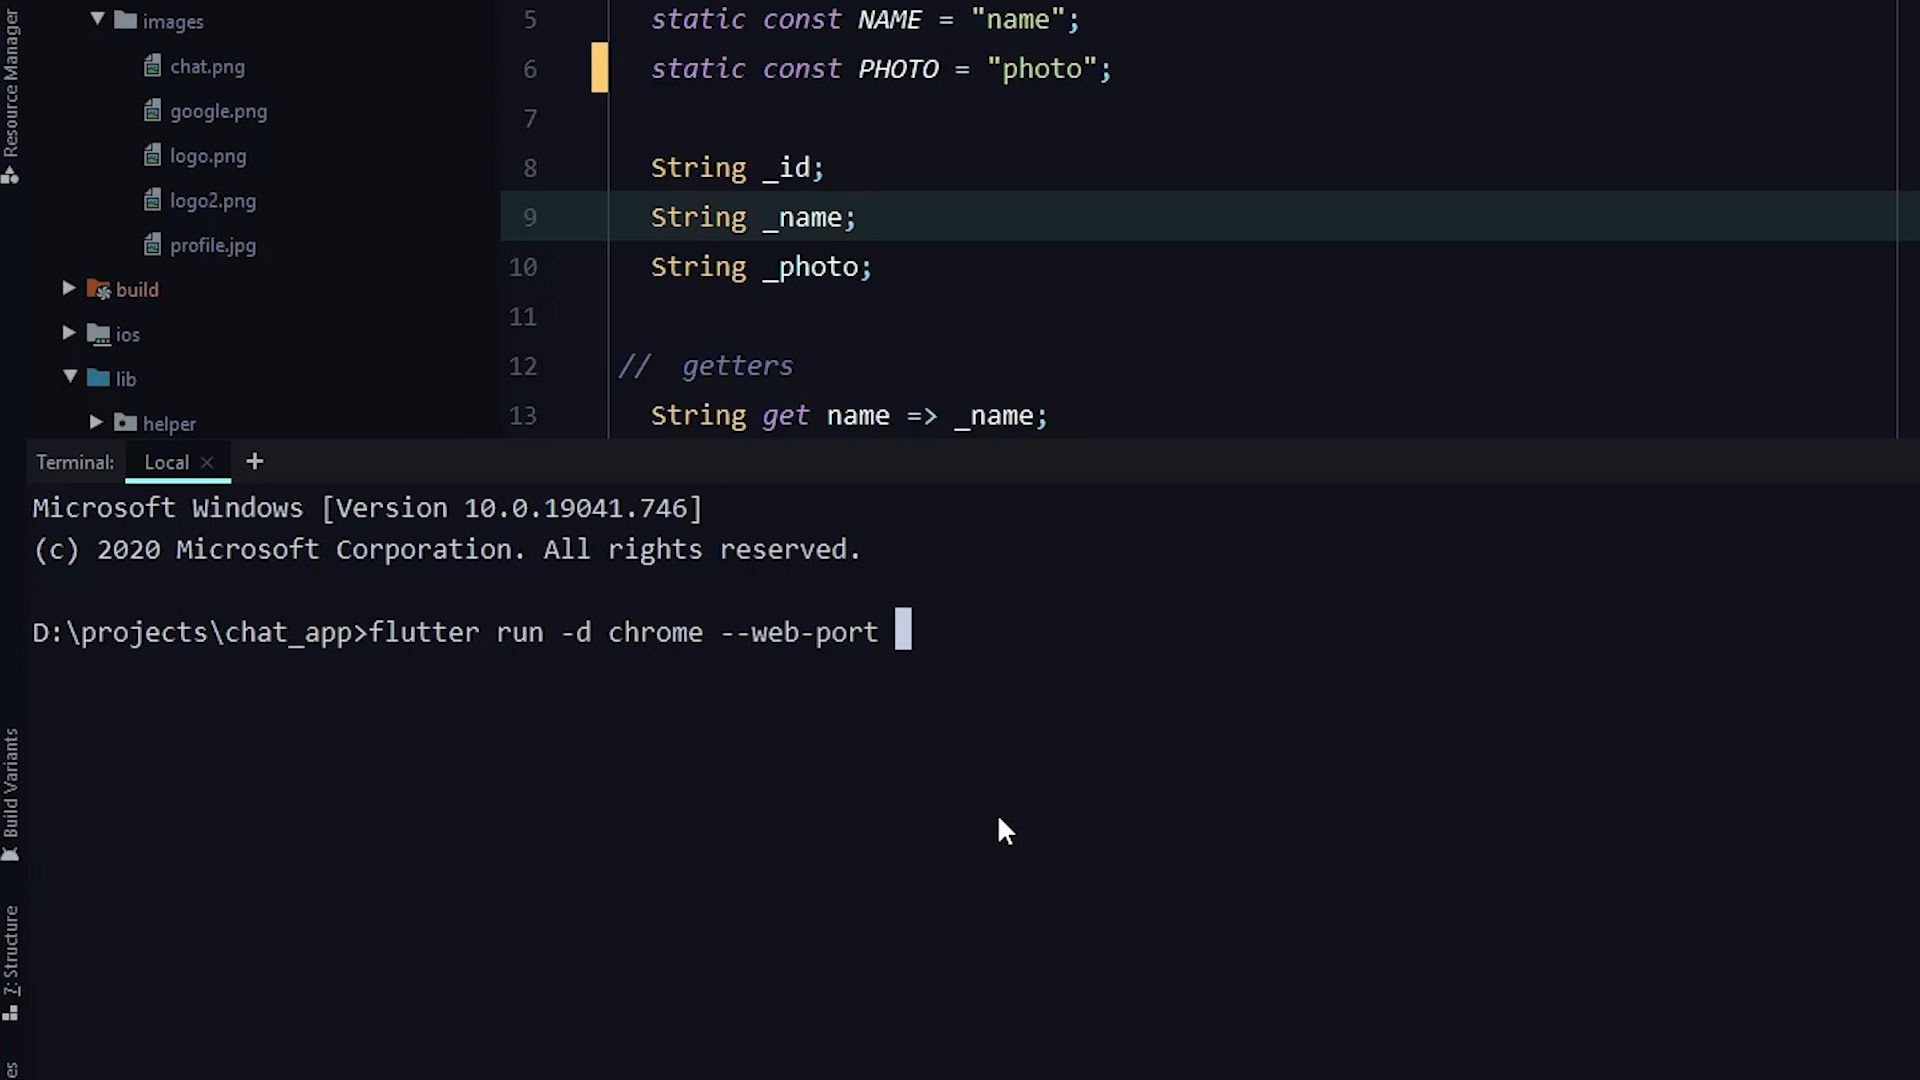 Resource Manager
images
chat.png
google.png
logo.png
logo2.png
profile.jpg
build
ios
lib
helper
5 static const NAME = "name";
6 static const PHOTO = "photo";
7
8 String _id;
9 String _name;
10 String _photo;
11
12 // getters
13 String get name => _name;
Terminal: Local × +
Microsoft Windows [Version 10.0.19041.746]
(c) 2020 Microsoft Corporation. All rights reserved.
D:\projects\chat_app>flutter run -d chrome --web-port
Build Variants
7: Structure
es